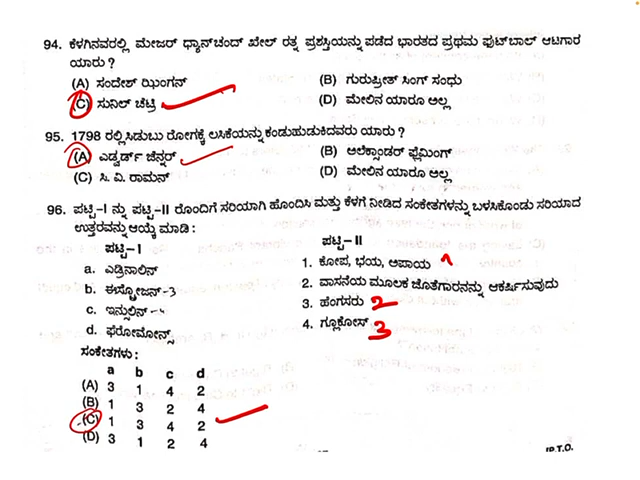 94. ಕೆಳಗಿನವರಲ್ಲಿ ಮೇಜರ್ ಧ್ಯಾನ್‌ಚಂದ್ ಖೇಲ್ ರತ್ನ ಪ್ರಶಸ್ತಿಯನ್ನು ಪಡೆದ ಭಾರತದ ಪ್ರಥಮ ಫುಟ್‌ಬಾಲ್ ಆಟಗಾರ
ಯಾರು ?
(A) ಸಂದೇಶ್ ಝಿಂಗನ್ (B) ಗುರುಪ್ರೀತ್ ಸಿಂಗ್ ಸಂಧು
(C) ಸುನಿಲ್ ಚೆಟ್ರಿ (D) ಮೇಲಿನ ಯಾರೂ ಅಲ್ಲ
95. 1798 ರಲ್ಲಿ ಸಿಡುಬು ರೋಗಕ್ಕೆ ಲಸಿಕೆಯನ್ನು ಕಂಡುಹುಡುಕಿದವರು ಯಾರು ?
(A) ಎಡ್ವರ್ಡ್ ಜೆನ್ನರ್ (B) ಅಲೆಕ್ಸಾಂಡರ್ ಫ್ಲೆಮಿಂಗ್
(C) ಸಿ. ವಿ. ರಾಮನ್ (D) ಮೇಲಿನ ಯಾರೂ ಅಲ್ಲ
96. ಪಟ್ಟಿ–I ನ್ನು ಪಟ್ಟಿ–II ರೊಂದಿಗೆ ಸರಿಯಾಗಿ ಹೊಂದಿಸಿ ಮತ್ತು ಕೆಳಗೆ ನೀಡಿದ ಸಂಕೇತಗಳನ್ನು ಬಳಸಿಕೊಂಡು ಸರಿಯಾದ
ಉತ್ತರವನ್ನು ಆಯ್ಕೆ ಮಾಡಿ :
ಪಟ್ಟಿ–I ಪಟ್ಟಿ–II
a. ಎಡ್ರಿನಾಲಿನ್ 1. ಕೋಪ, ಭಯ, ಅಪಾಯ 1
b. ಈಸ್ಟ್ರೋಜನ್ -3 2. ವಾಸನೆಯ ಮೂಲಕ ಜೊತೆಗಾರನನ್ನು ಆಕರ್ಷಿಸುವುದು
c. ಇನ್ಸುಲಿನ್ -4 3. ಹೆಂಗಸರು 2
d. ಫೆರೋಮೋನ್ಸ್ 4. ಗ್ಲೂಕೋಸ್ 3
ಸಂಕೇತಗಳು :
a b c d
(A) 3 1 4 2
(B) 1 3 2 4
(C) 1 3 4 2
(D) 3 1 2 4
[P.T.O.